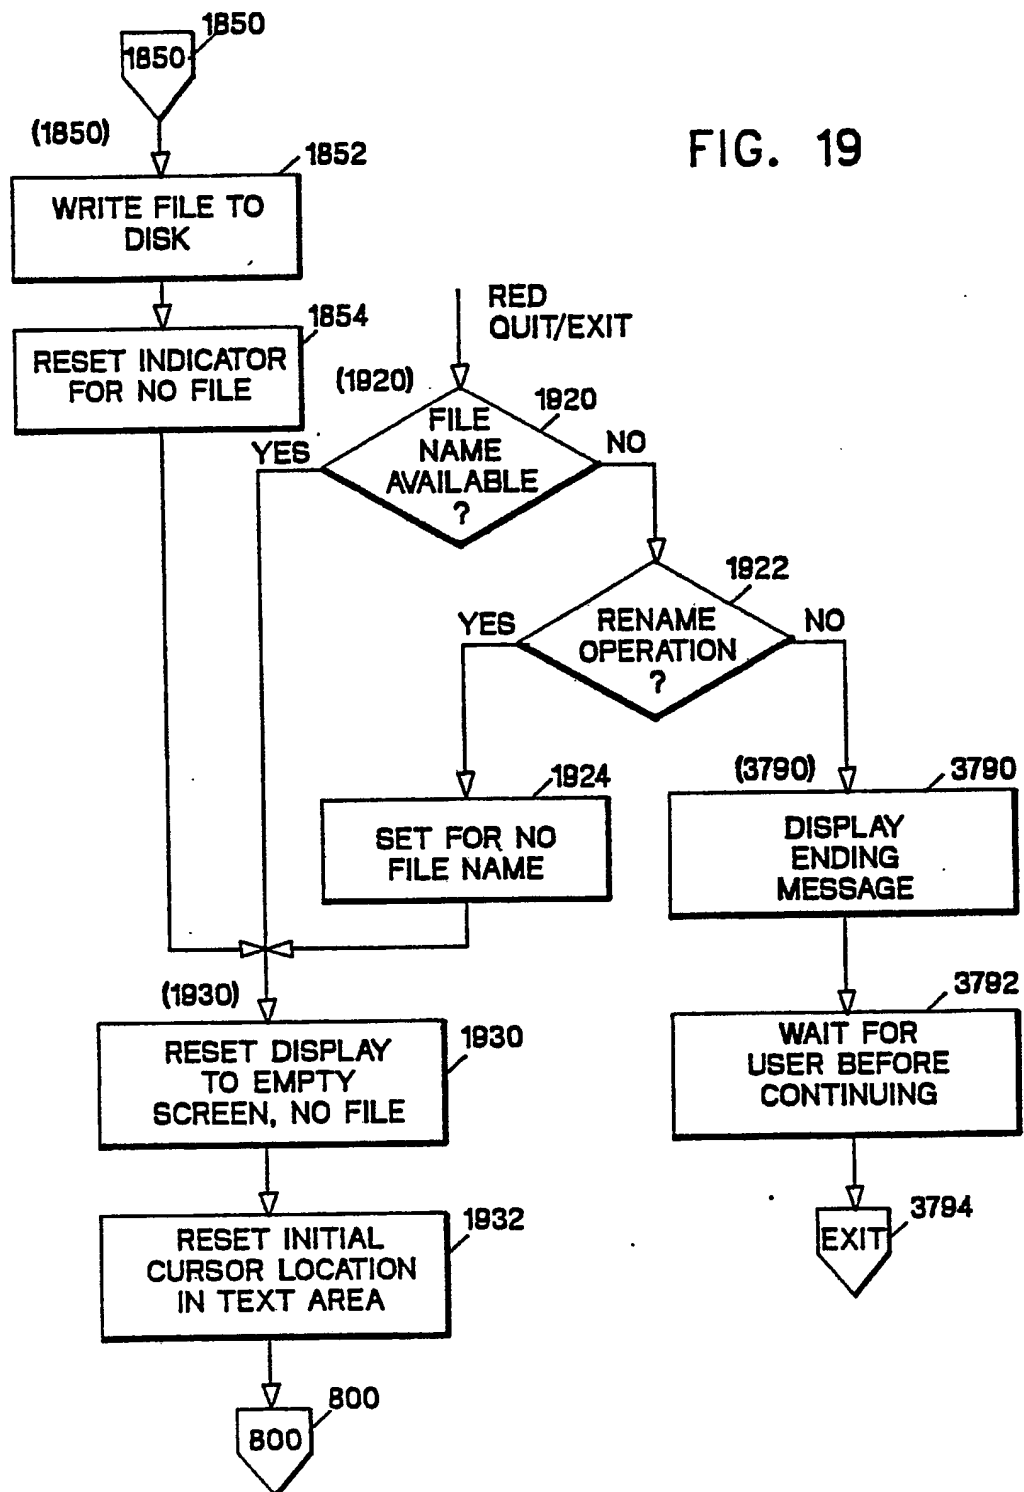 1850
1850
(1850)
FIG. 19
1852
WRITE FILE TO
DISK
1854
RESET INDICATOR
FOR NO FILE
RED
QUIT/EXIT
(1920)
1920
FILE
NAME
AVAILABLE
?
YES
NO
1922
RENAME
OPERATION
?
YES
NO
1924
SET FOR NO
FILE NAME
(3790)
3790
DISPLAY
ENDING
MESSAGE
(1930)
1930
RESET DISPLAY
TO EMPTY
SCREEN, NO FILE
3792
WAIT FOR
USER BEFORE
CONTINUING
1932
RESET INITIAL
CURSOR LOCATION
IN TEXT AREA
3794
EXIT
800
800